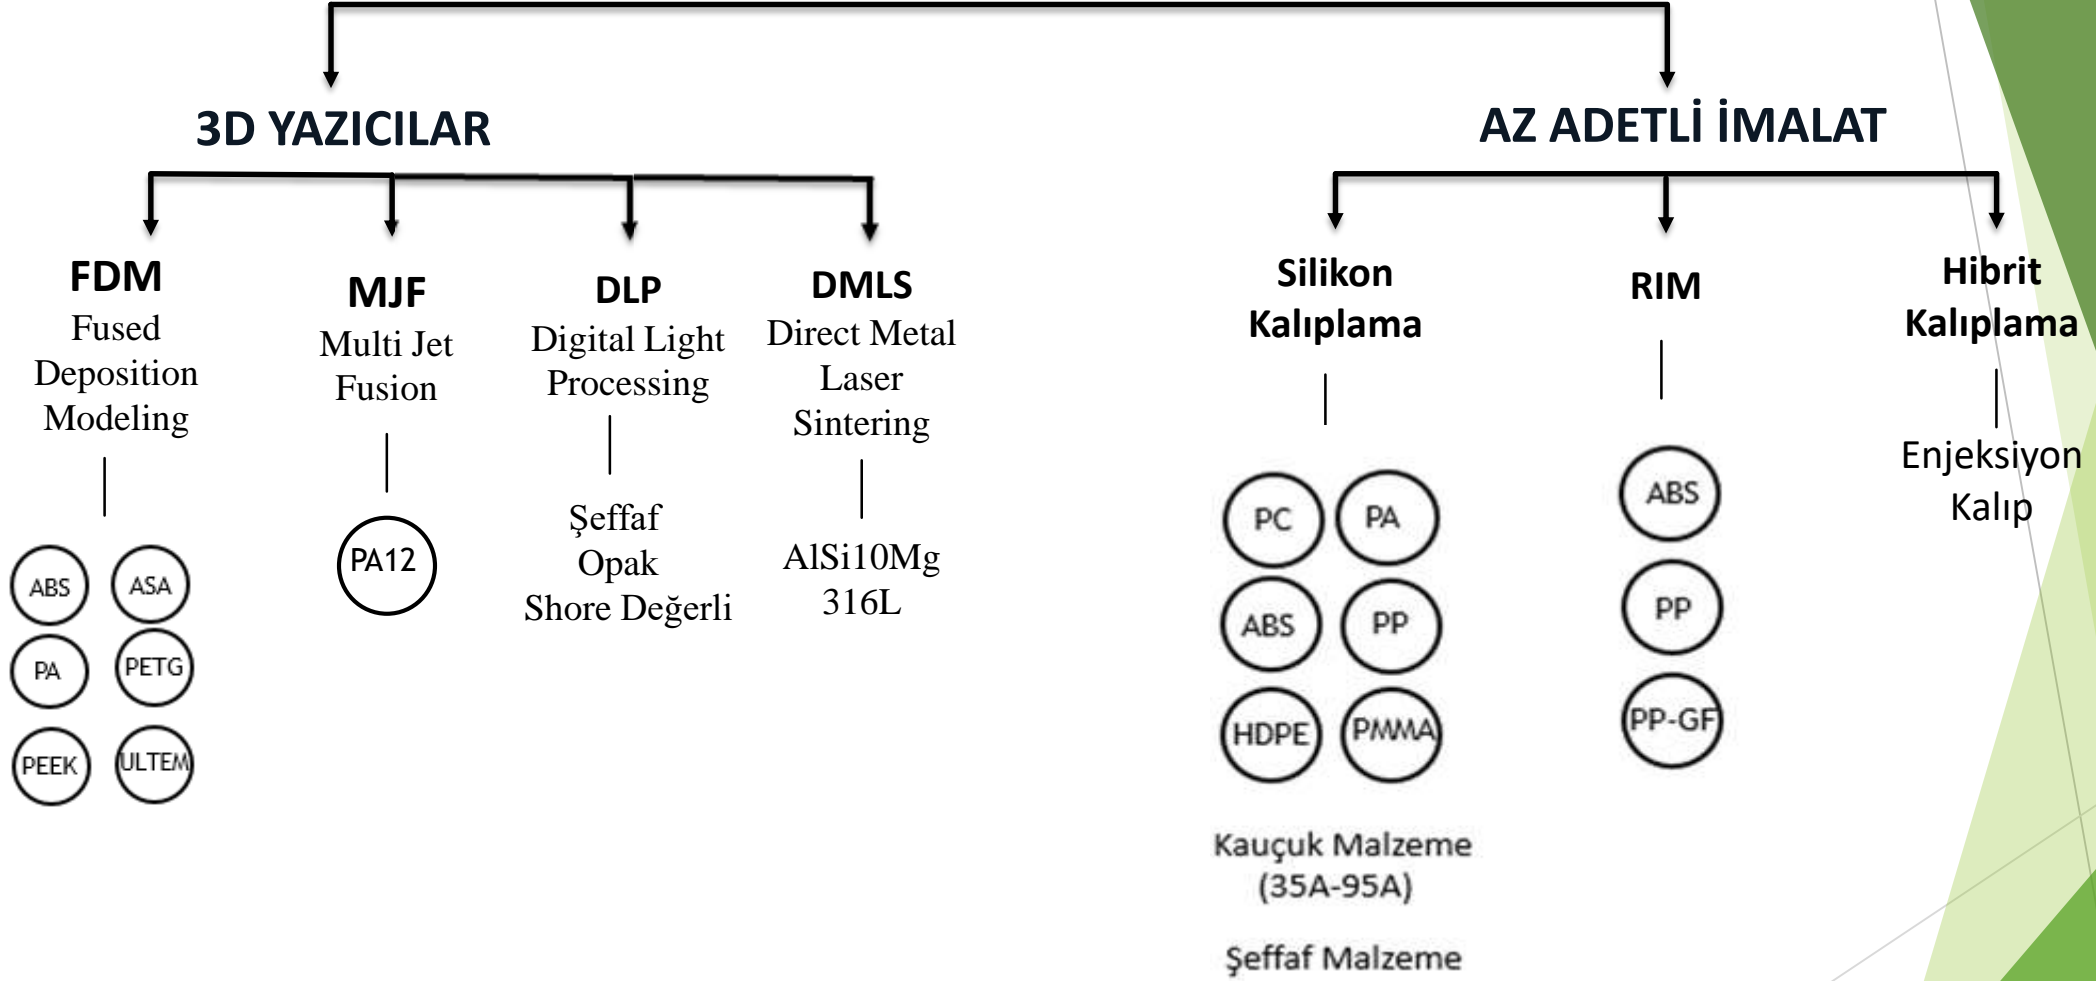 3D YAZICILAR
FDM
Fused
Deposition
Modeling
ABS
ASA
PA
PETG
PEEK
ULTEM
MJF
Multi Jet
Fusion
PA12
DLP
Digital Light
Processing
Şeffaf
Opak
Shore Değerli
DMLS
Direct Metal
Laser
Sintering
AlSi10Mg
316L
AZ ADETLİ İMALAT
Silikon
Kalıplama
PC
PA
ABS
PP
HDPE
PMMA
Kauçuk Malzeme
(35A-95A)
Şeffaf Malzeme
RIM
ABS
PP
PP-GF
Hibrit
Kalıplama
Enjeksiyon
Kalıp